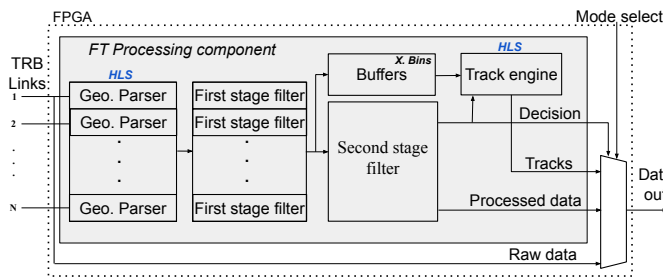 FPGA
Mode select
FT Processing component
TRB
Links
HLS
X. Bins
HLS
Buffers
Track engine
1
Geo. Parser
First stage filter
Decision
2
Geo. Parser
First stage filter
Second stage
filter
Tracks
Data
out
N
Geo. Parser
First stage filter
Processed data
Raw data